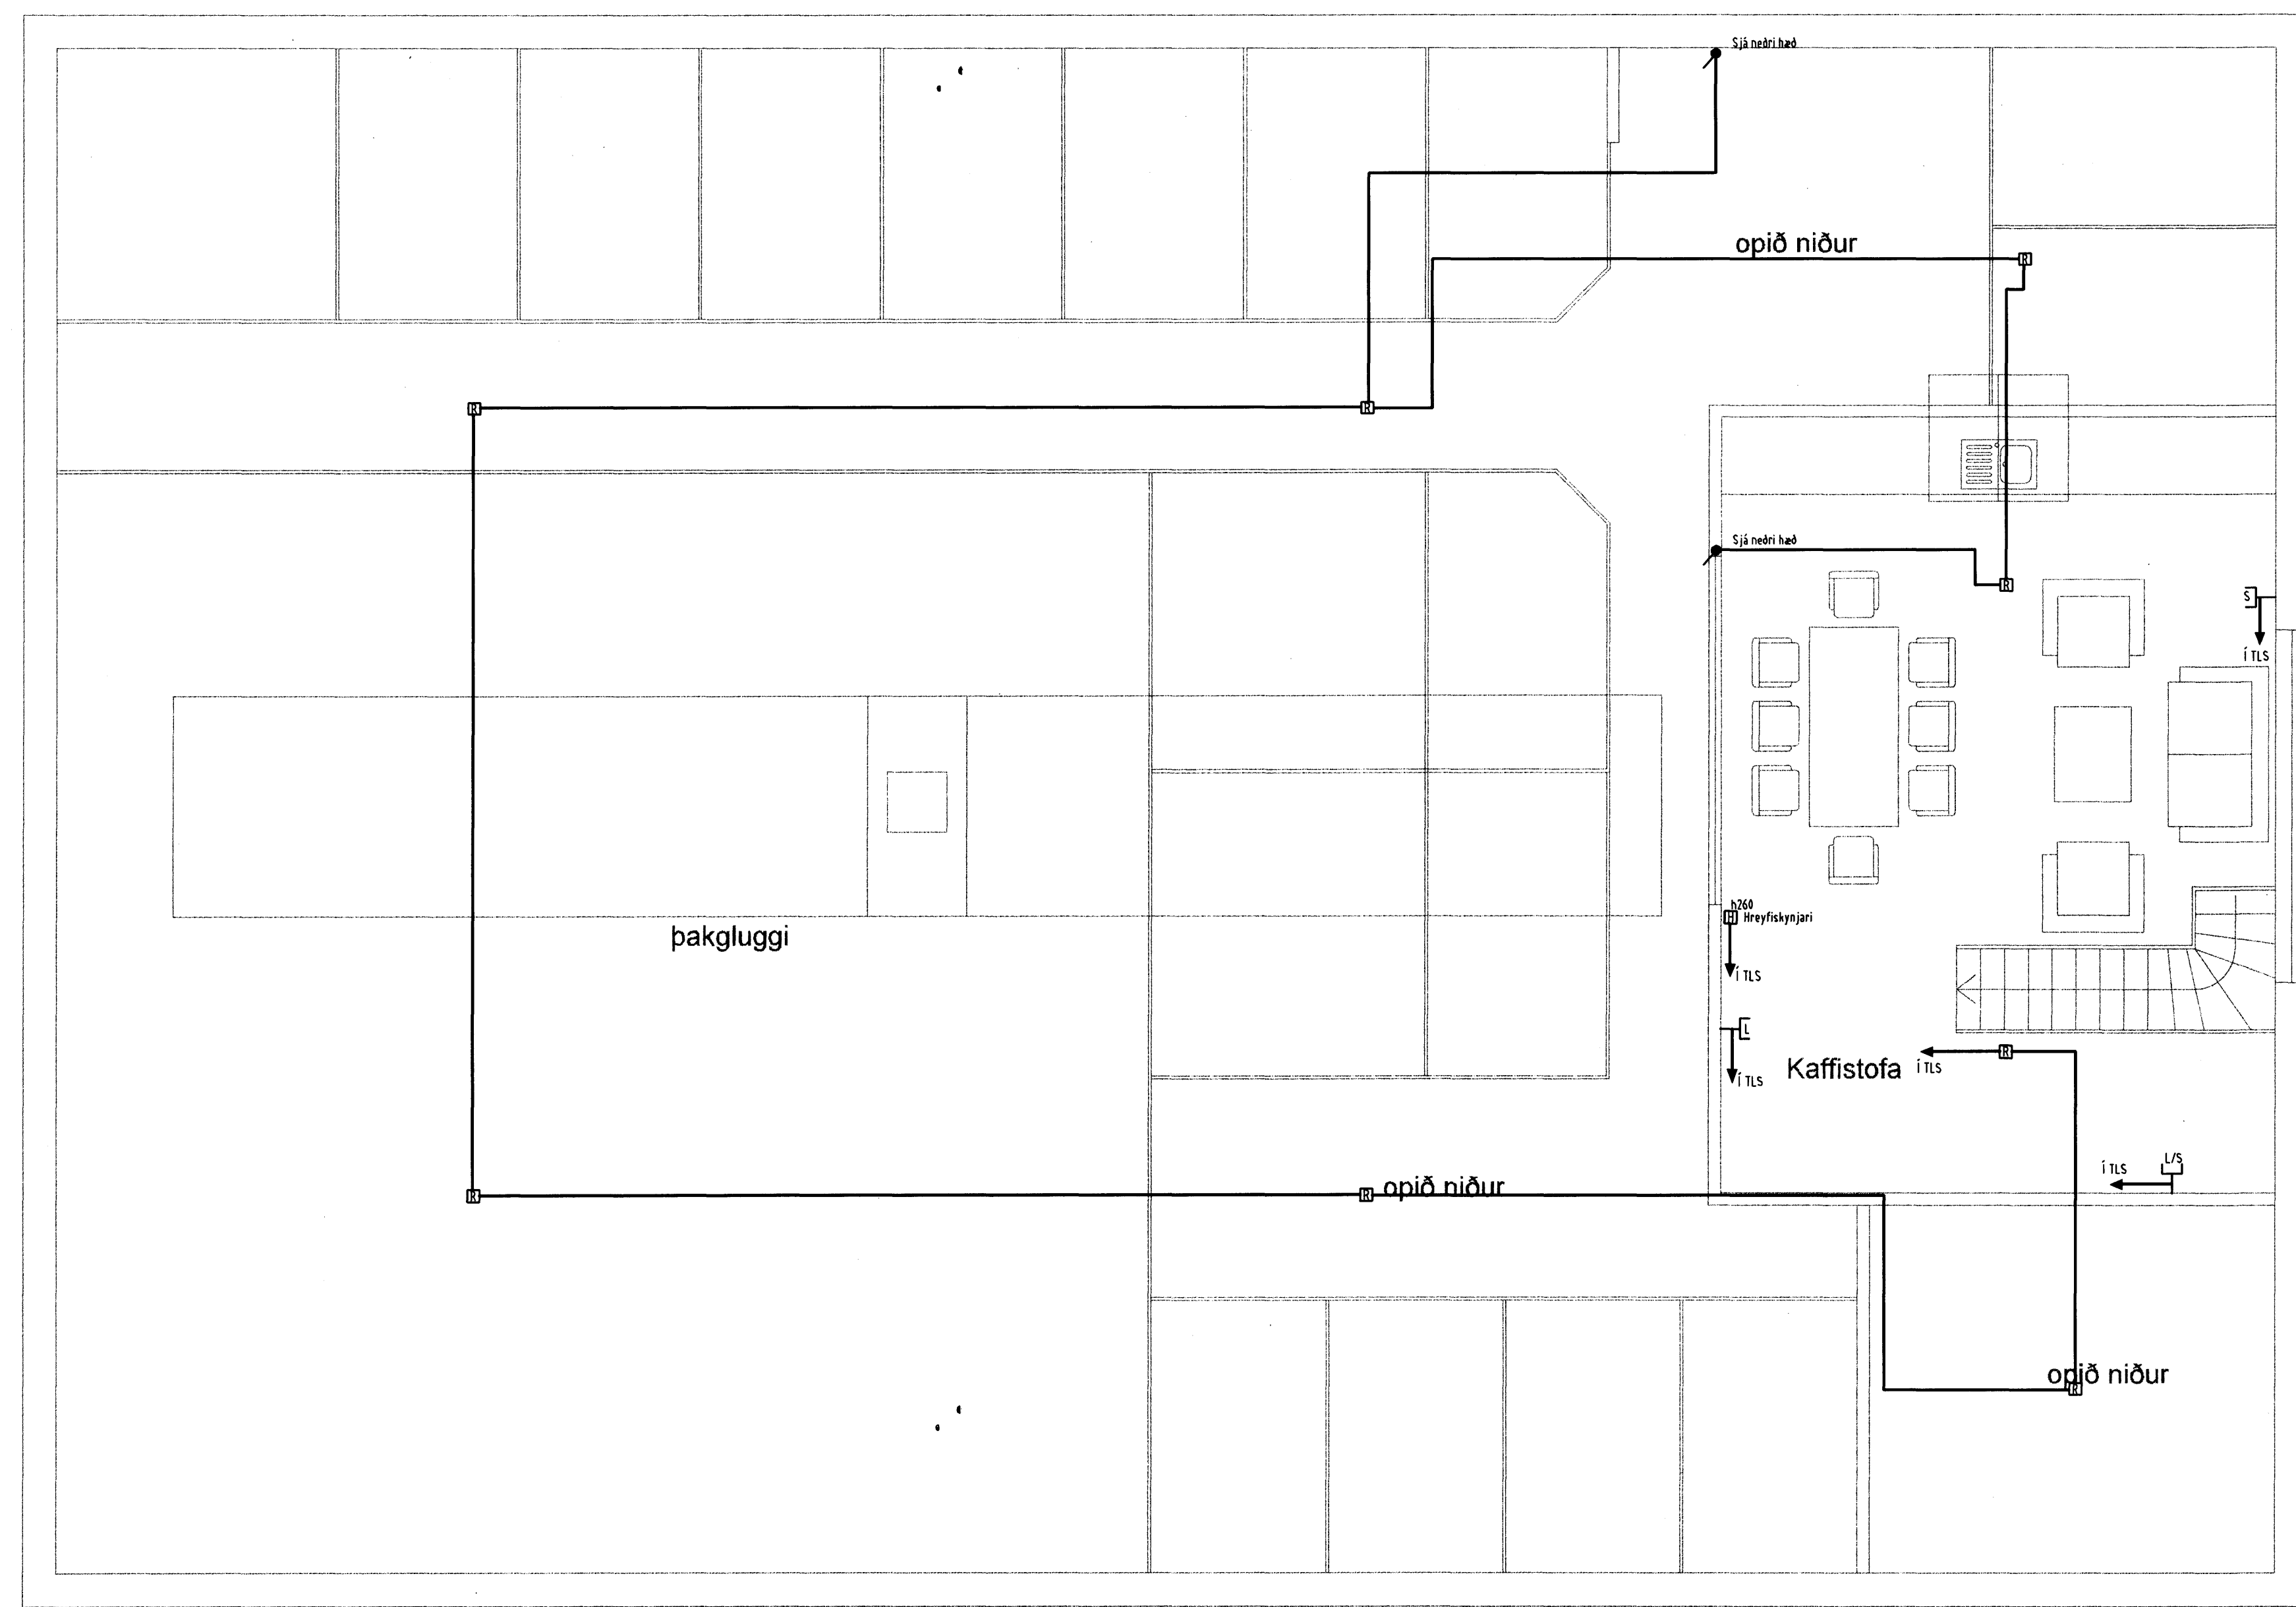 Sjá neðri hæð
opið niður
R
R
R
Sjá neðri hæð
R
S
Í TLS
h260
H Hreyfiskynjari
Í TLS
þakgluggi
L
Í TLS
Kaffistofa
Í TLS
R
Í TLS
L/S
R
R
opið niður
opið niður
R